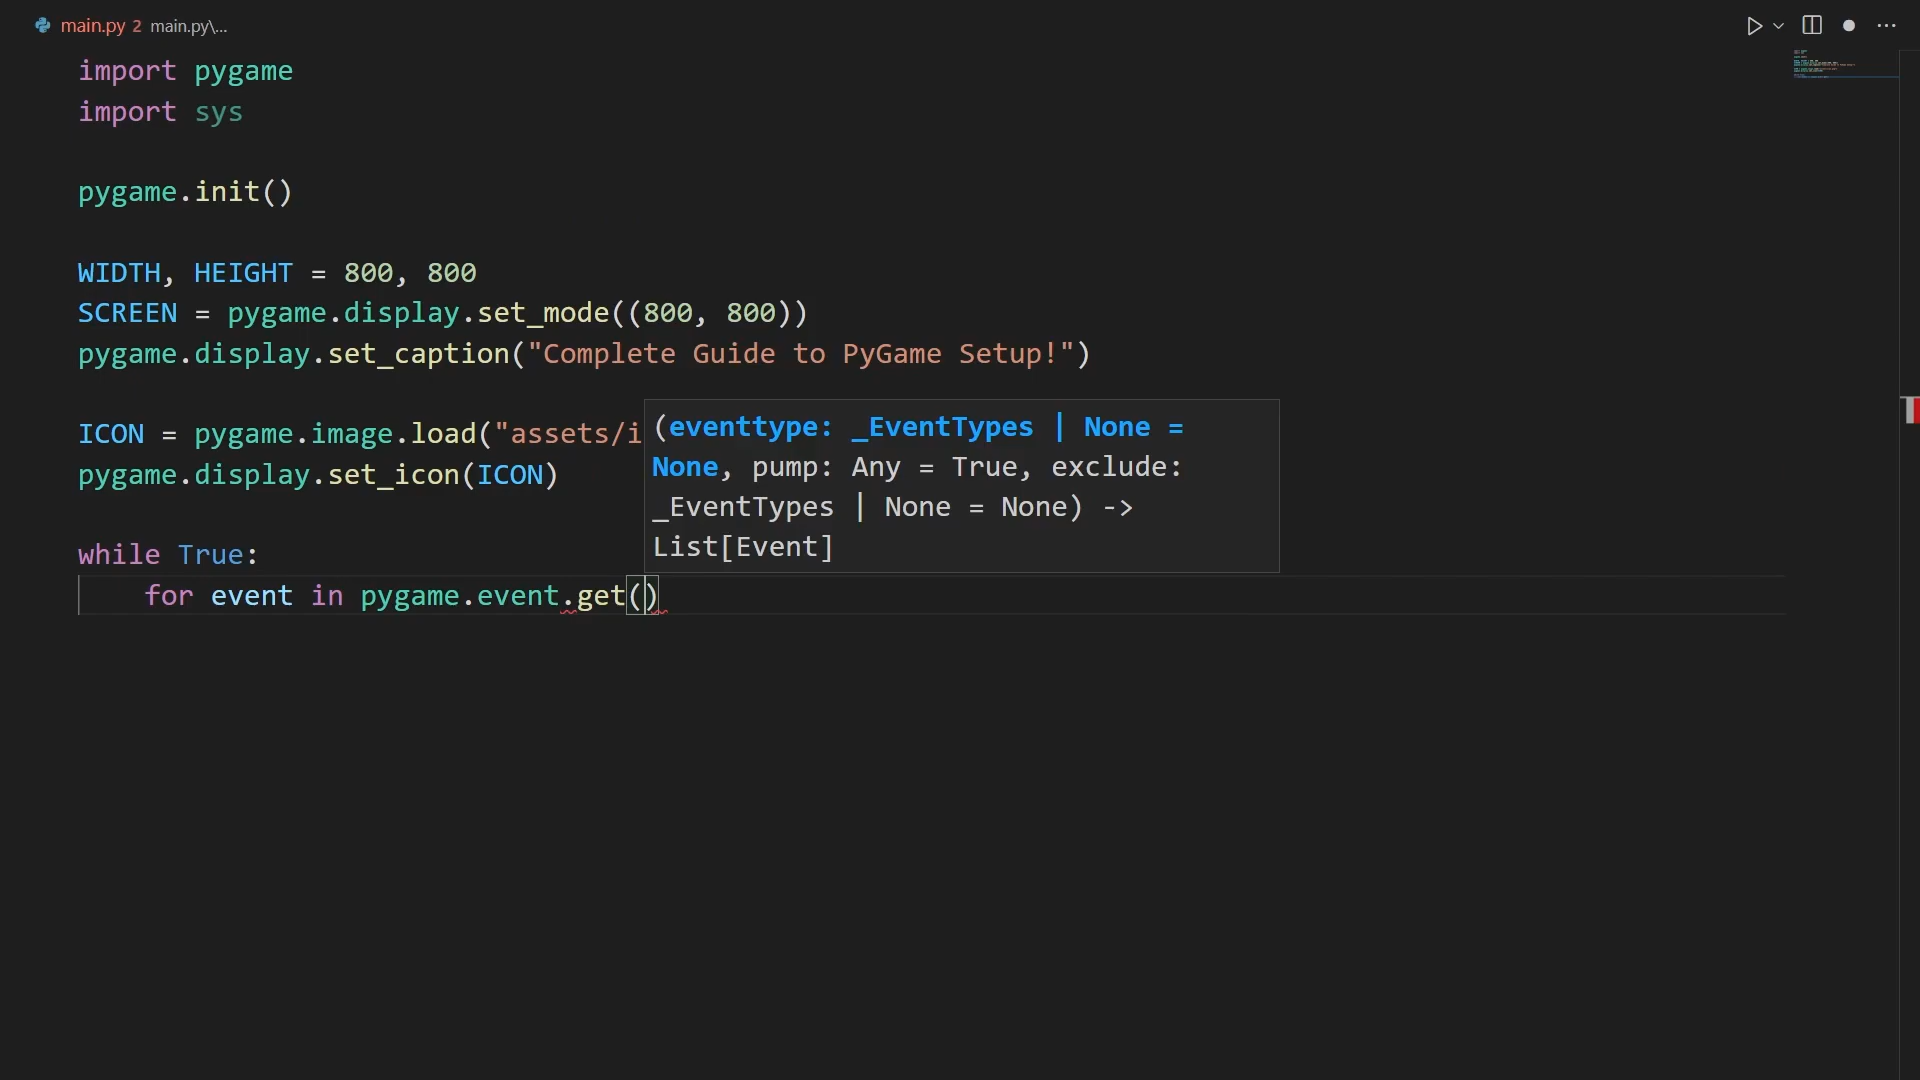 main.py 2 main.py\...
import pygame
import sys
pygame.init()
WIDTH, HEIGHT = 800, 800
SCREEN = pygame.display.set_mode((800, 800))
pygame.display.set_caption("Complete Guide to PyGame Setup!")
ICON = pygame.image.load("assets/i
pygame.display.set_icon(ICON)
(eventtype: _EventTypes | None =
None, pump: Any = True, exclude:
_EventTypes | None = None) ->
List[Event]
while True:
    for event in pygame.event.get()